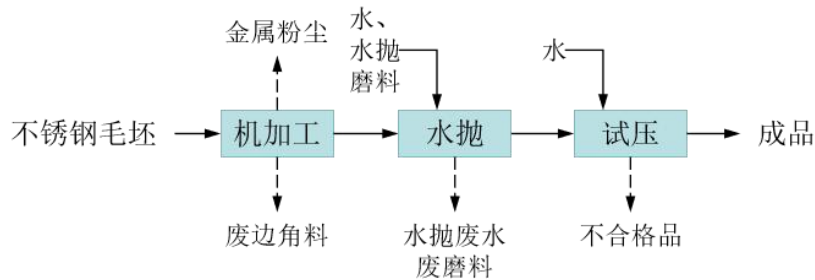 金属粉尘
水、
水抛
磨料
水
不锈钢毛坯
机加工
水抛
试压
成品
废边角料
水抛废水
废磨料
不合格品